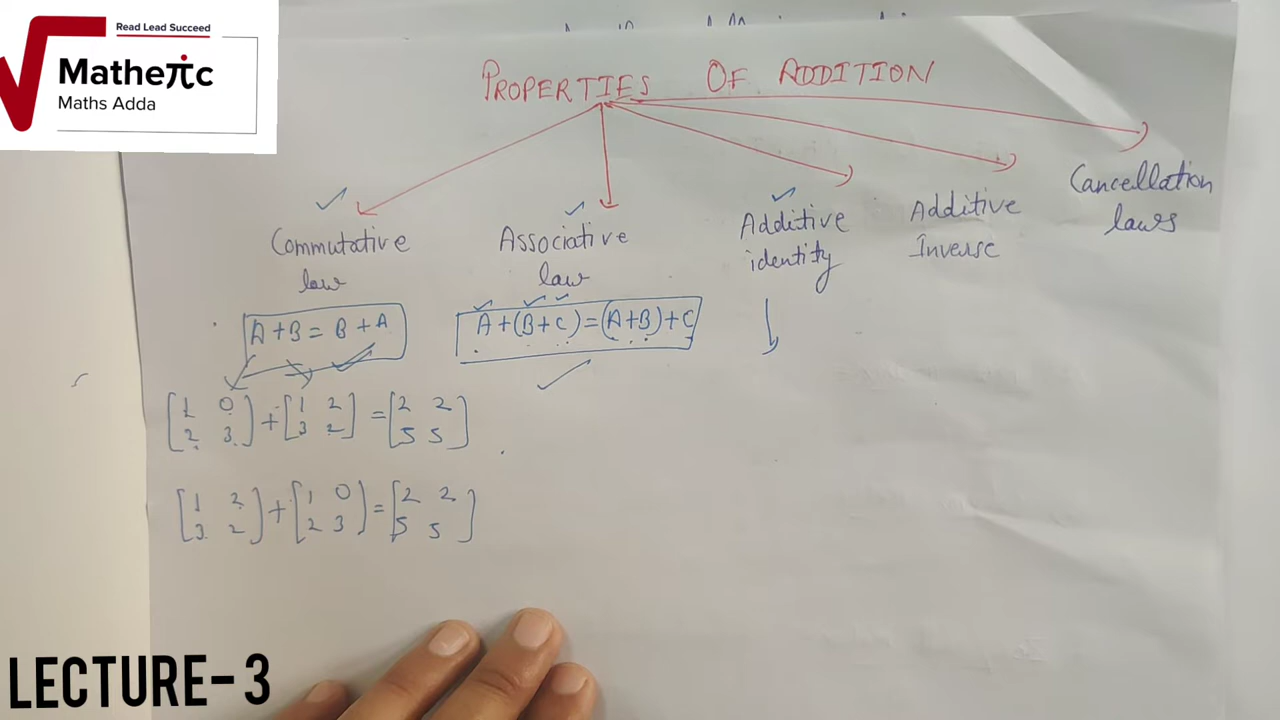 Read Lead Succeed
Matheπc
Maths Adda
PROPERTIES OF ADDITION
Commutative
law
Associative
law
Additive
identity
Additive
Inverse
Cancellation
laws
A+B = B+A
A+(B+C)=(A+B)+C
[1 0] + [1 2] = [2 2]
[2 3] [3 2] [5 5]
[1 2] + [1 0] = [2 2]
[3 2] [2 3] [5 5]
LECTURE-3